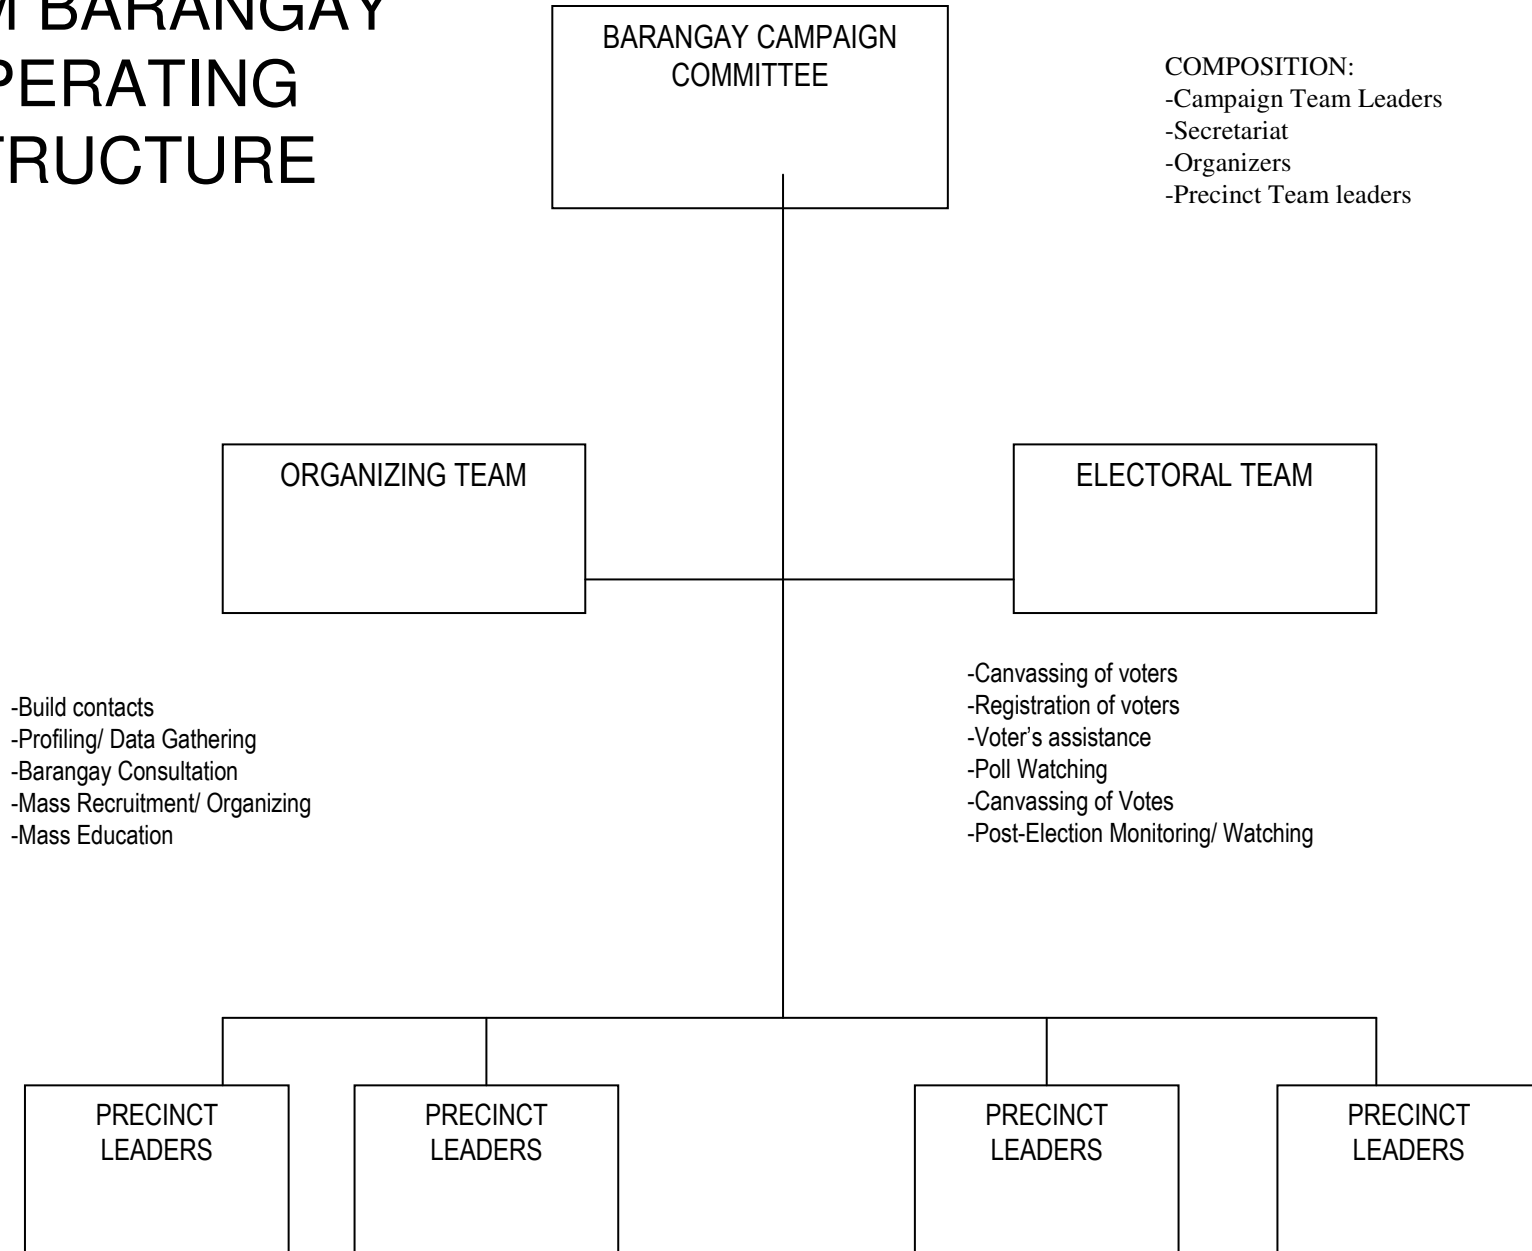 M BARANGAY
PERATING
TRUCTURE
BARANGAY CAMPAIGN
COMMITTEE
COMPOSITION:
-Campaign Team Leaders
-Secretariat
-Organizers
-Precinct Team leaders
ORGANIZING TEAM
ELECTORAL TEAM
-Build contacts
-Profiling/ Data Gathering
-Barangay Consultation
-Mass Recruitment/ Organizing
-Mass Education
-Canvassing of voters
-Registration of voters
-Voter’s assistance
-Poll Watching
-Canvassing of Votes
-Post-Election Monitoring/ Watching
PRECINCT
LEADERS
PRECINCT
LEADERS
PRECINCT
LEADERS
PRECINCT
LEADERS